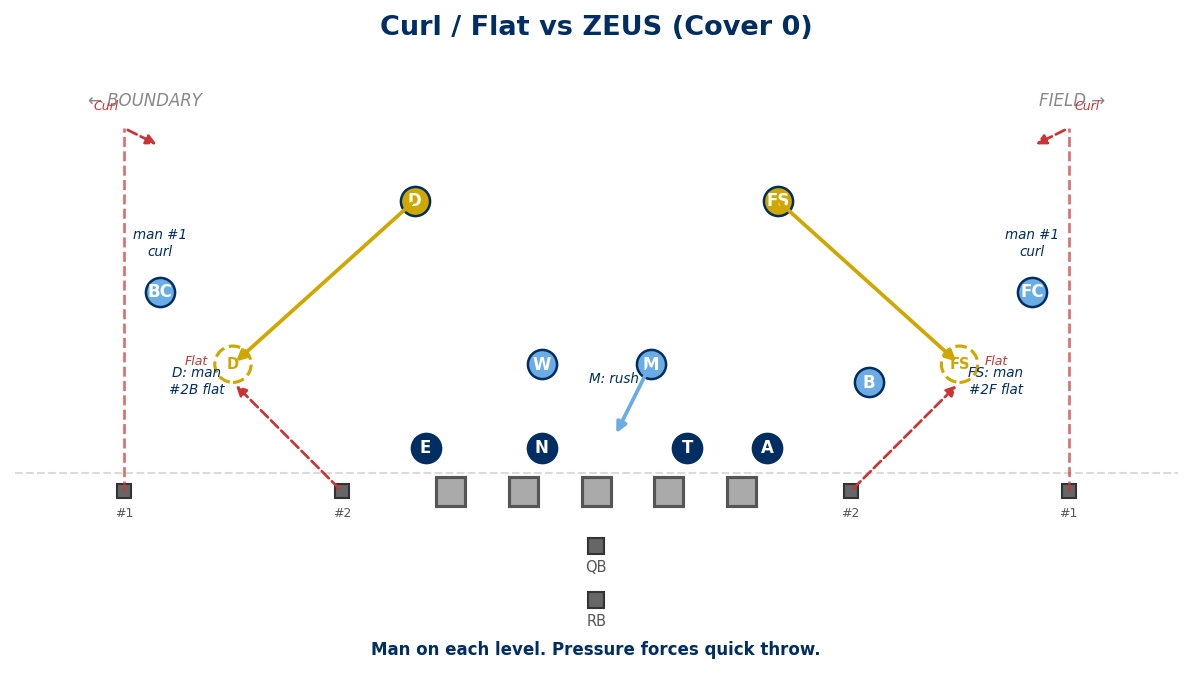 Curl / Flat vs ZEUS (Cover 0)
← BOUNDARY
FIELD →
Curl
Curl
D
FS
man #1
curl
man #1
curl
BC
FC
Flat
D
W
M
FS
Flat
D: man
#2B flat
M: rush
B
FS: man
#2F flat
E
N
T
A
#1
#2
#2
#1
QB
RB
Man on each level. Pressure forces quick throw.